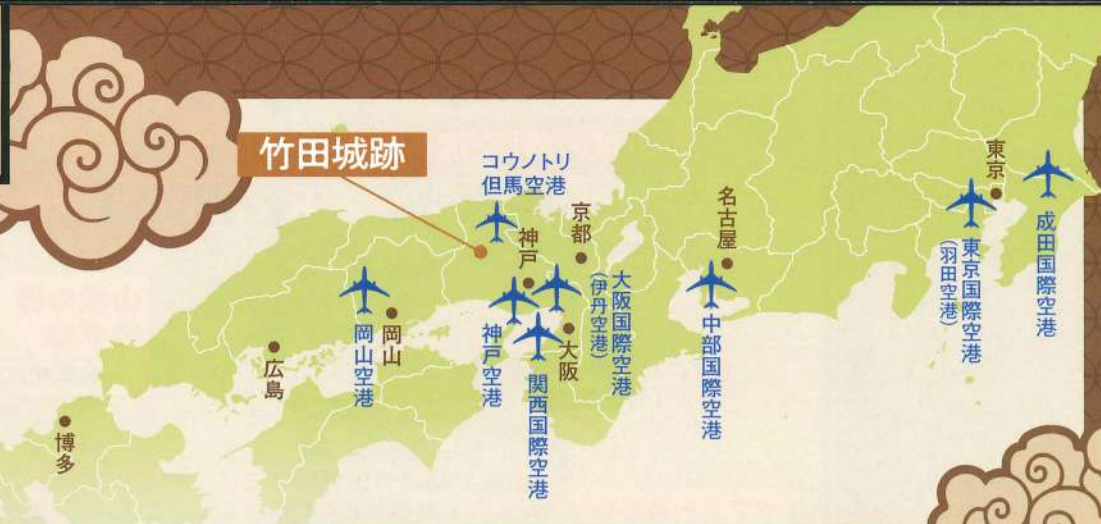 竹田城跡
コウノトリ
但馬空港
京都
神戸
名古屋
東京
成田国際空港
東京国際空港
（羽田空港）
大阪国際空港
（伊丹空港）
中部国際空港
大阪
関西国際空港
神戸空港
岡山
岡山空港
広島
博多